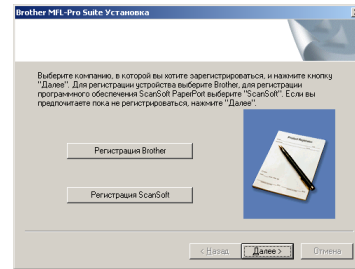 Brother MFL-Pro Suite Установка
Выберите компанию, в которой вы хотите зарегистрироваться, и нажмите кнопку
"Далее". Для регистрации устройства выберите Brother, для регистрации
программного обеспечения ScanSoft PaperPort выберите "ScanSoft". Если вы
предпочитаете пока не регистрироваться, нажмите "Далее".
Регистрация Brother
Регистрация ScanSoft
< Назад
Далее >
Отмена